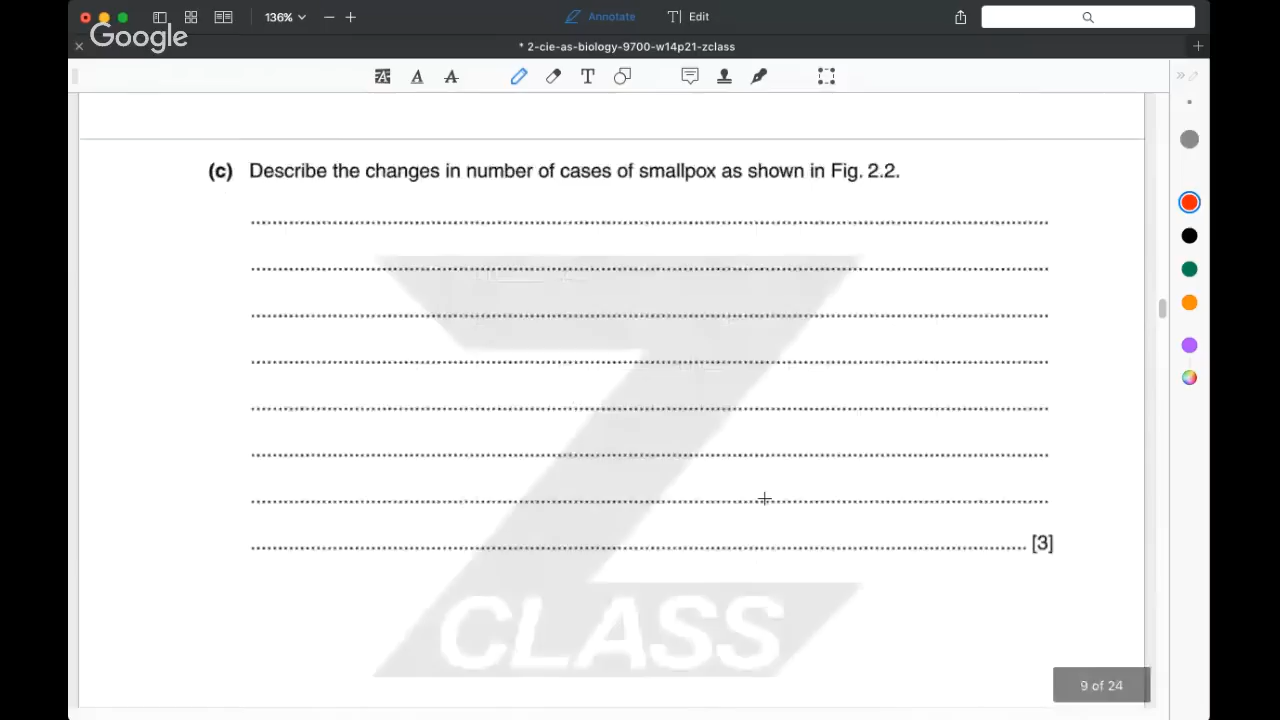 136%
Annotate
T Edit
Google
* 2-cie-as-biology-9700-w14p21-zclass
A A A T
(c) Describe the changes in number of cases of smallpox as shown in Fig. 2.2.
[3]
Z
CLASS
9 of 24